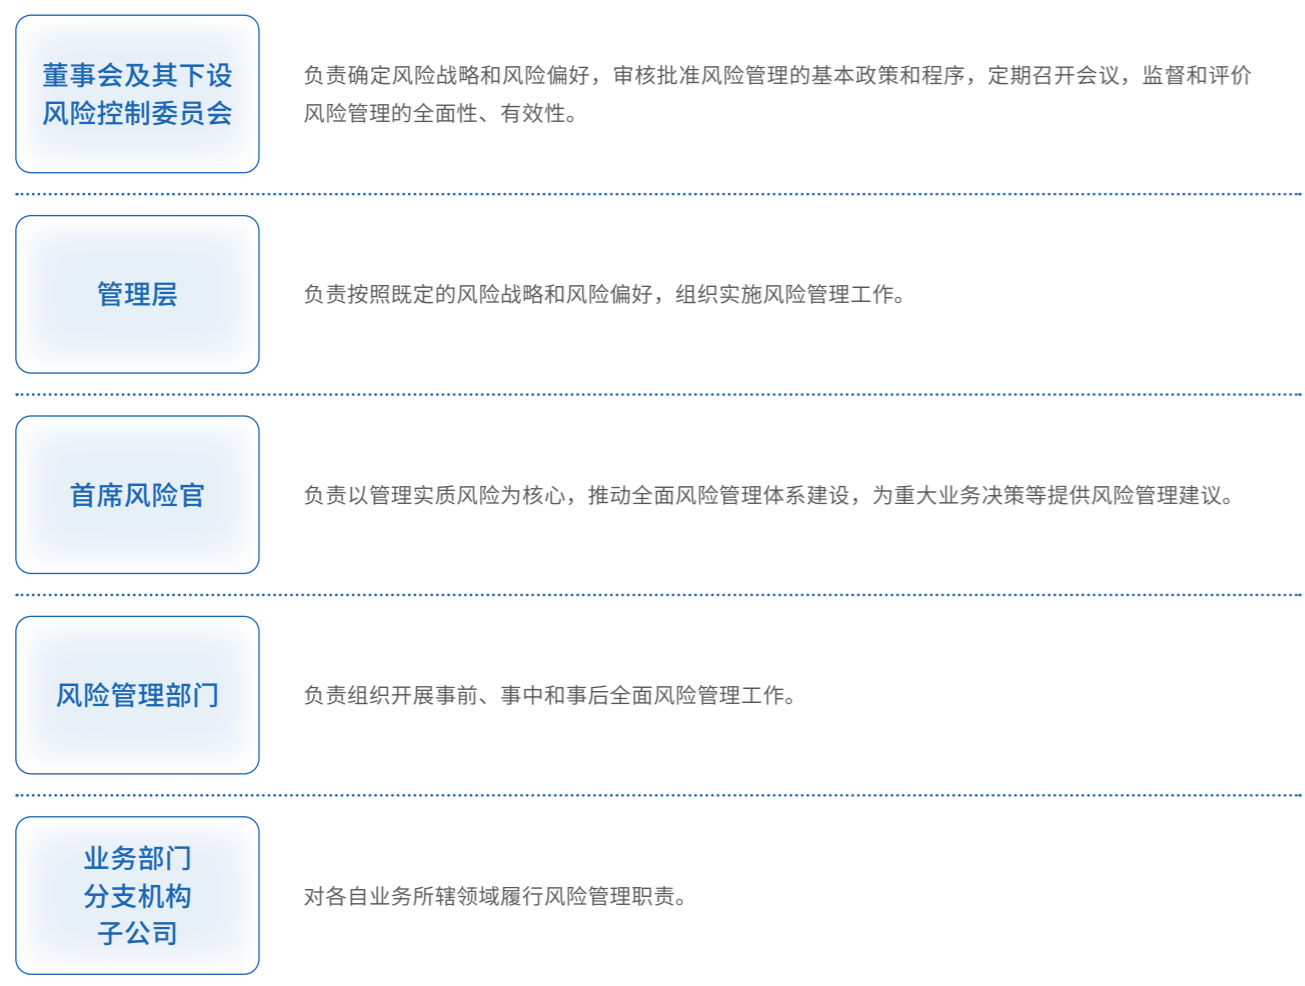 董事会及其下设
风险控制委员会
负责确定风险战略和风险偏好，审核批准风险管理的基本政策和程序，定期召开会议，监督和评价
风险管理的全面性、有效性。
管理层
负责按照既定的风险战略和风险偏好，组织实施风险管理工作。
首席风险官
负责以管理实质风险为核心，推动全面风险管理体系建设，为重大业务决策等提供风险管理建议。
风险管理部门
负责组织开展事前、事中和事后全面风险管理工作。
业务部门
分支机构
子公司
对各自业务所辖领域履行风险管理职责。